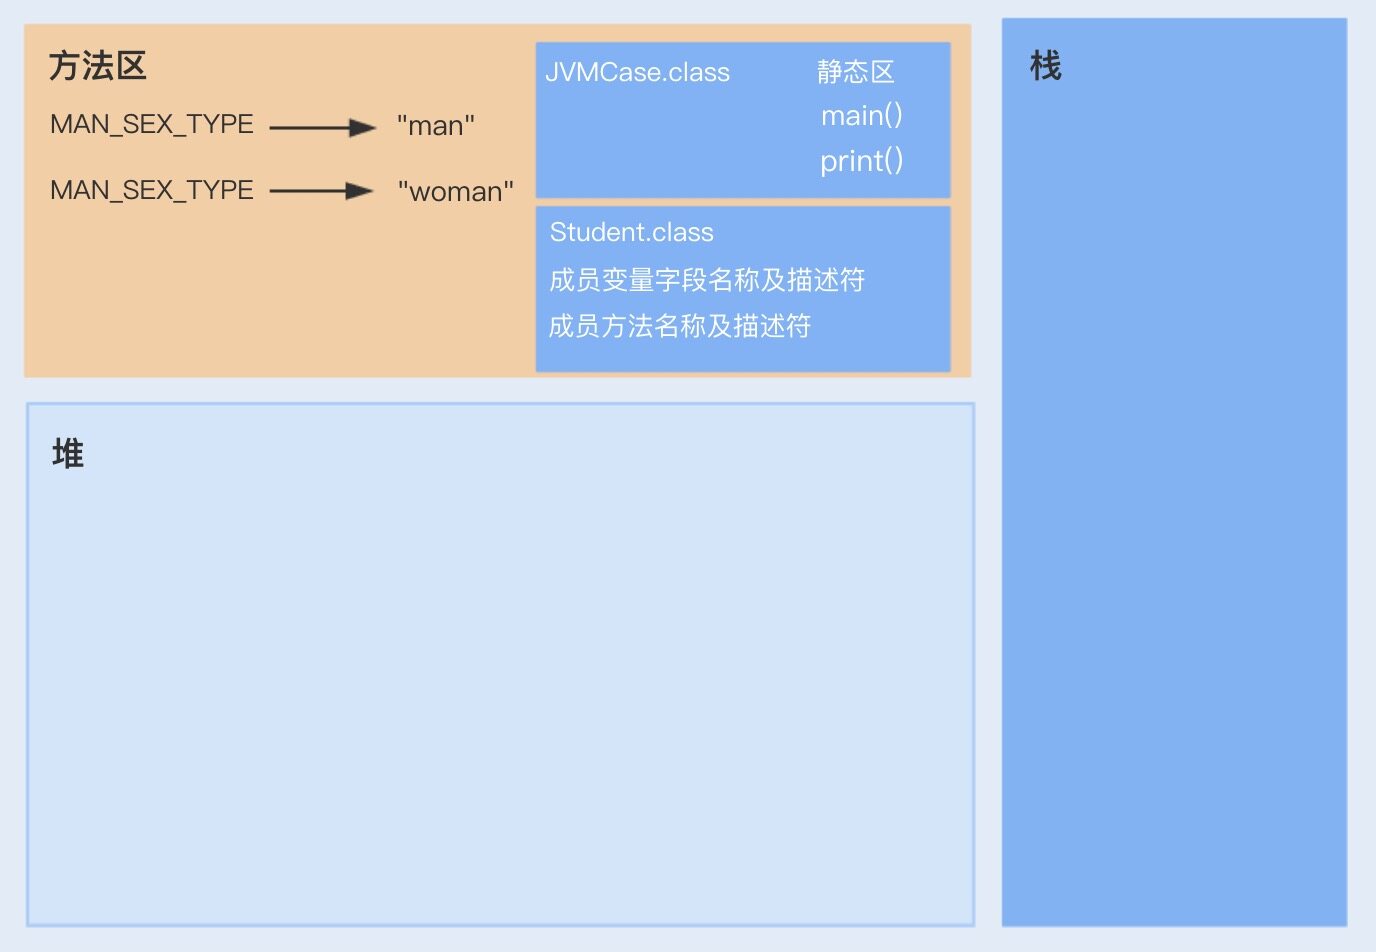 方法区
MAN_SEX_TYPE "man"
MAN_SEX_TYPE "woman"
JVMCase.class 静态区
main()
print()
Student.class
成员变量字段名称及描述符
成员方法名称及描述符
栈
堆